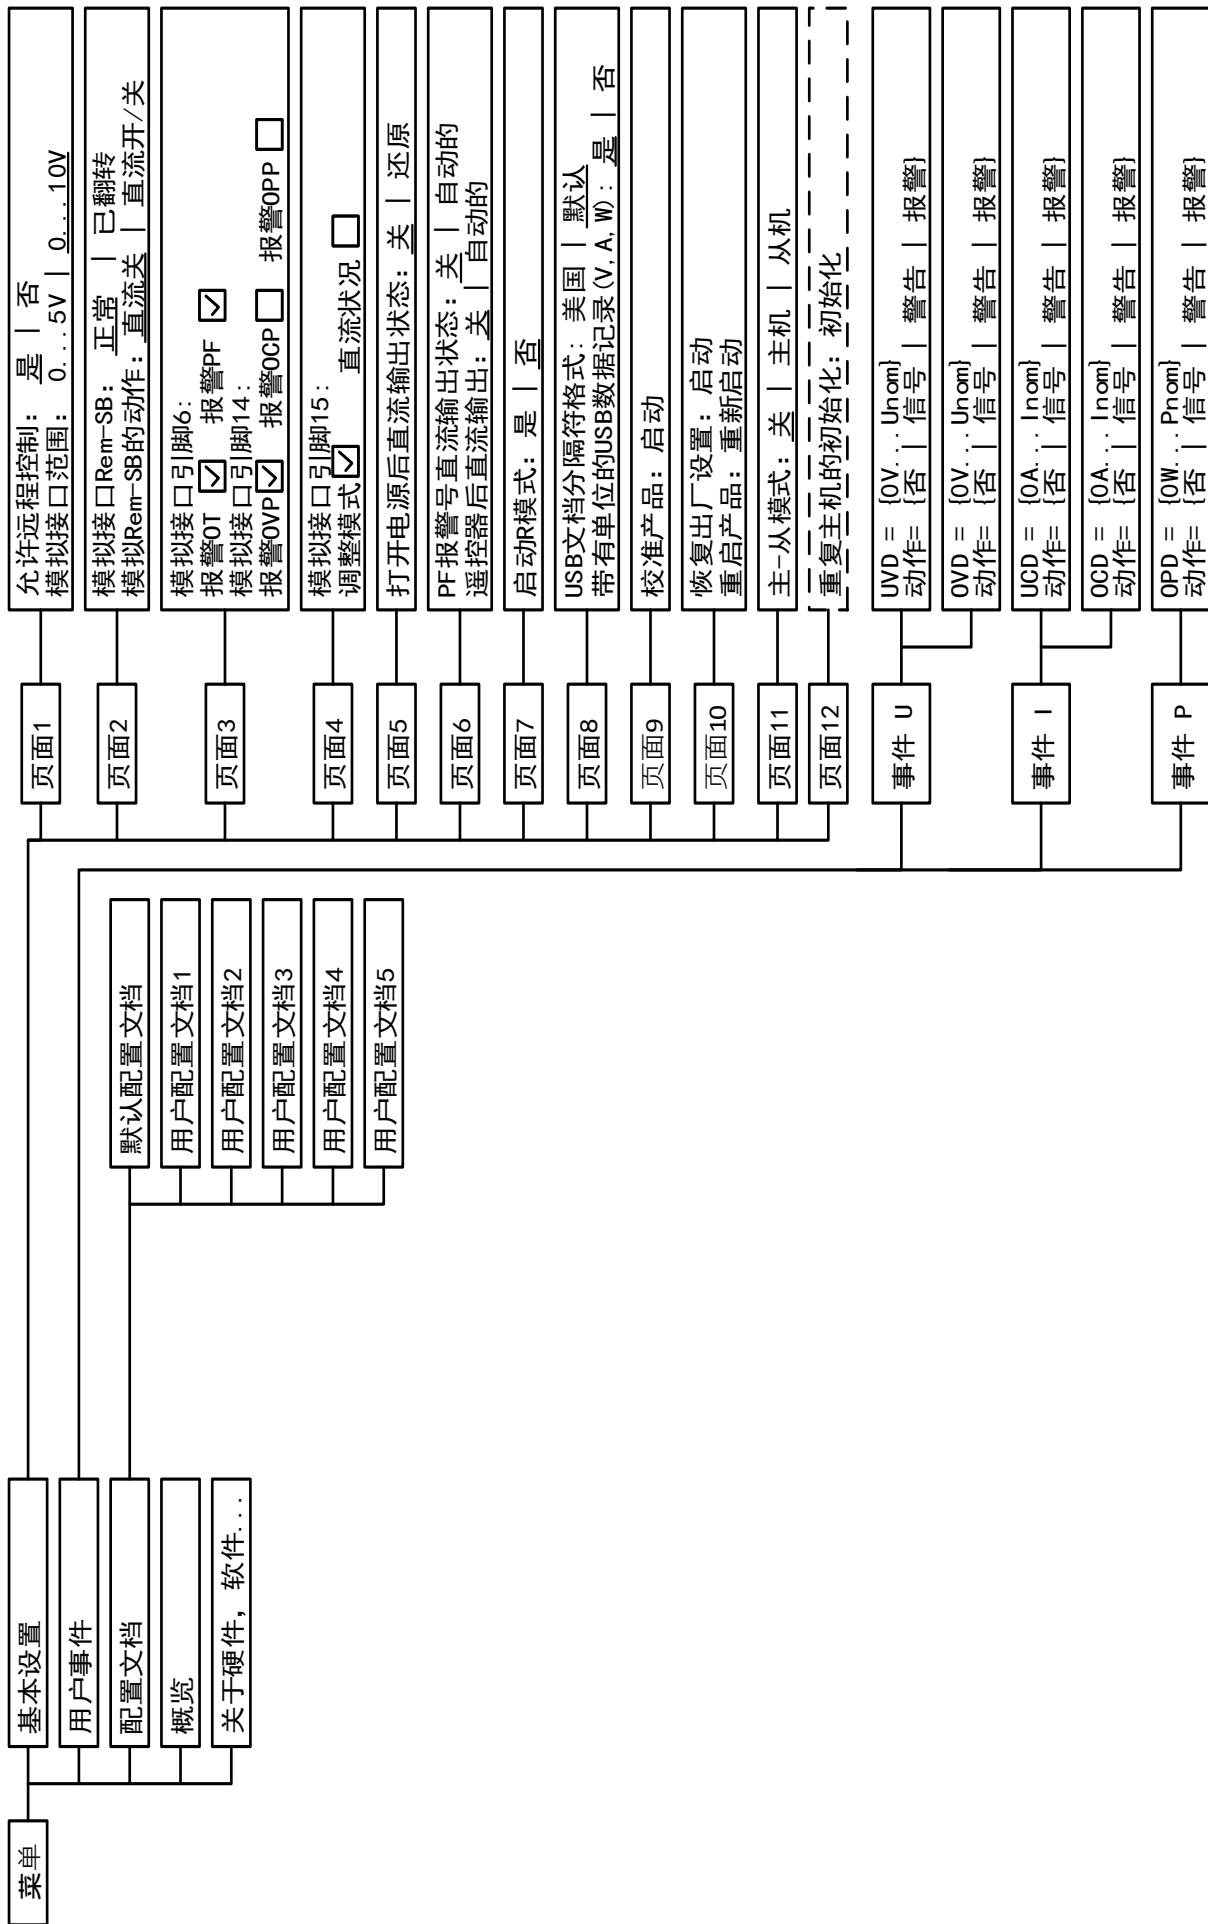 菜单
基本设置
用户事件
配置文档
概览
关于硬件，软件...
默认配置文档
用户配置文档1
用户配置文档2
用户配置文档3
用户配置文档4
用户配置文档5
页面1
允许远程控制：是 | 否
模拟接口范围：0...5V | 0...10V
页面2
模拟接口Rem-SB：正常 | 已翻转
模拟Rem-SB的动作：直流关 | 直流开/关
页面3
模拟接口引脚6：
报警OT 报警PF
模拟接口引脚14：
报警OVP 报警OCP 报警OPP
页面4
模拟接口引脚15：
调整模式 直流状况
页面5
打开电源后直流输出状态：关 | 还原
页面6
PF报警号直流输出状态：关 | 自动的
遥控器后直流输出：关 | 自动的
页面7
启动R模式：是 | 否
页面8
USB文档分隔符格式：美国 | 默认
带有单位的USB数据记录(V,A,W)：是 | 否
页面9
校准产品：启动
页面10
恢复出厂设置：启动
重启产品：重新启动
页面11
主-从模式：关 | 主机 | 从机
页面12
重复主机的初始化：初始化
事件 U
UVD = {0V...Unom}
动作= {否 | 信号 | 警告 | 报警}
OVD = {0V...Unom}
动作= {否 | 信号 | 警告 | 报警}
事件 I
UCD = {0A...Inom}
动作= {否 | 信号 | 警告 | 报警}
OCD = {0A...Inom}
动作= {否 | 信号 | 警告 | 报警}
事件 P
OPD = {0W...Pnom}
动作= {否 | 信号 | 警告 | 报警}